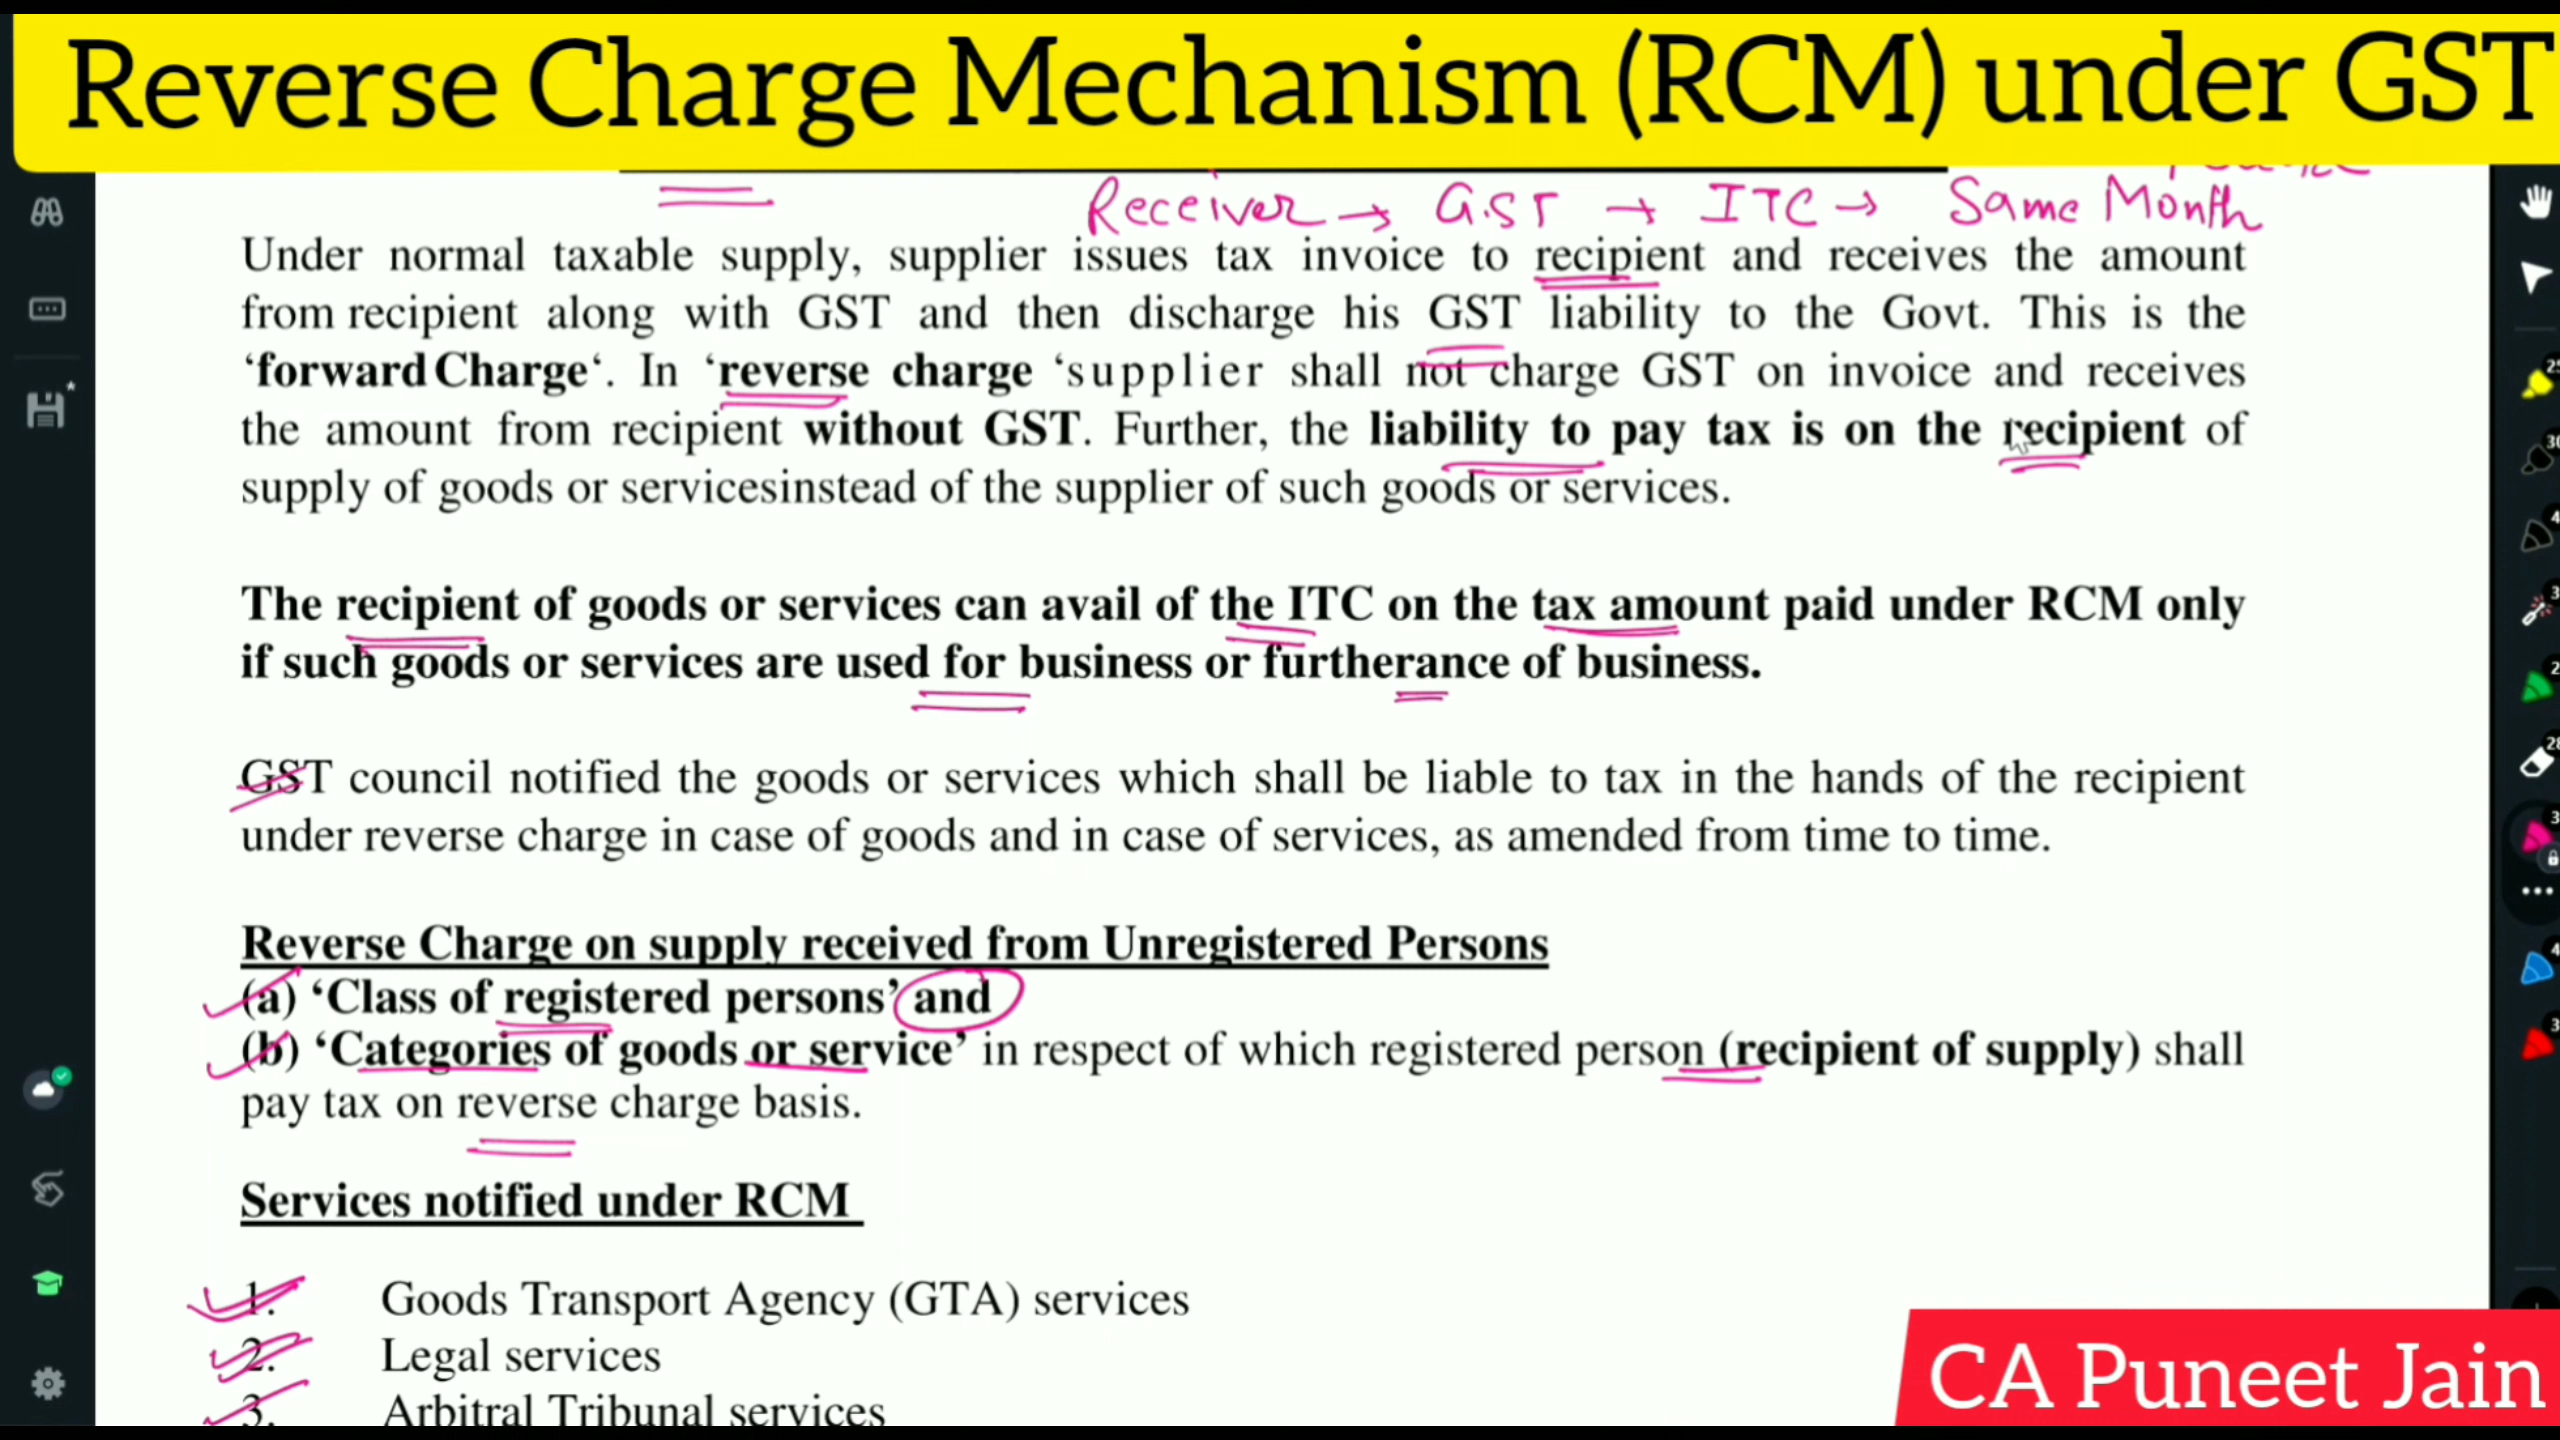 Reverse Charge Mechanism (RCM) under GST
Receiver → G.ST → ITC → Same Month
Under normal taxable supply, supplier issues tax invoice to recipient and receives the amount
from recipient along with GST and then discharge his GST liability to the Govt. This is the
‘forward Charge‘. In ‘reverse charge ‘supplier shall not charge GST on invoice and receives
the amount from recipient without GST. Further, the liability to pay tax is on the recipient of
supply of goods or servicesinstead of the supplier of such goods or services.
The recipient of goods or services can avail of the ITC on the tax amount paid under RCM only
if such goods or services are used for business or furtherance of business.
GST council notified the goods or services which shall be liable to tax in the hands of the recipient
under reverse charge in case of goods and in case of services, as amended from time to time.
Reverse Charge on supply received from Unregistered Persons
(a) ‘Class of registered persons’ and
(b) ‘Categories of goods or service’ in respect of which registered person (recipient of supply) shall
pay tax on reverse charge basis.
Services notified under RCM
1. Goods Transport Agency (GTA) services
2. Legal services
3. Arbitral Tribunal services
CA Puneet Jain